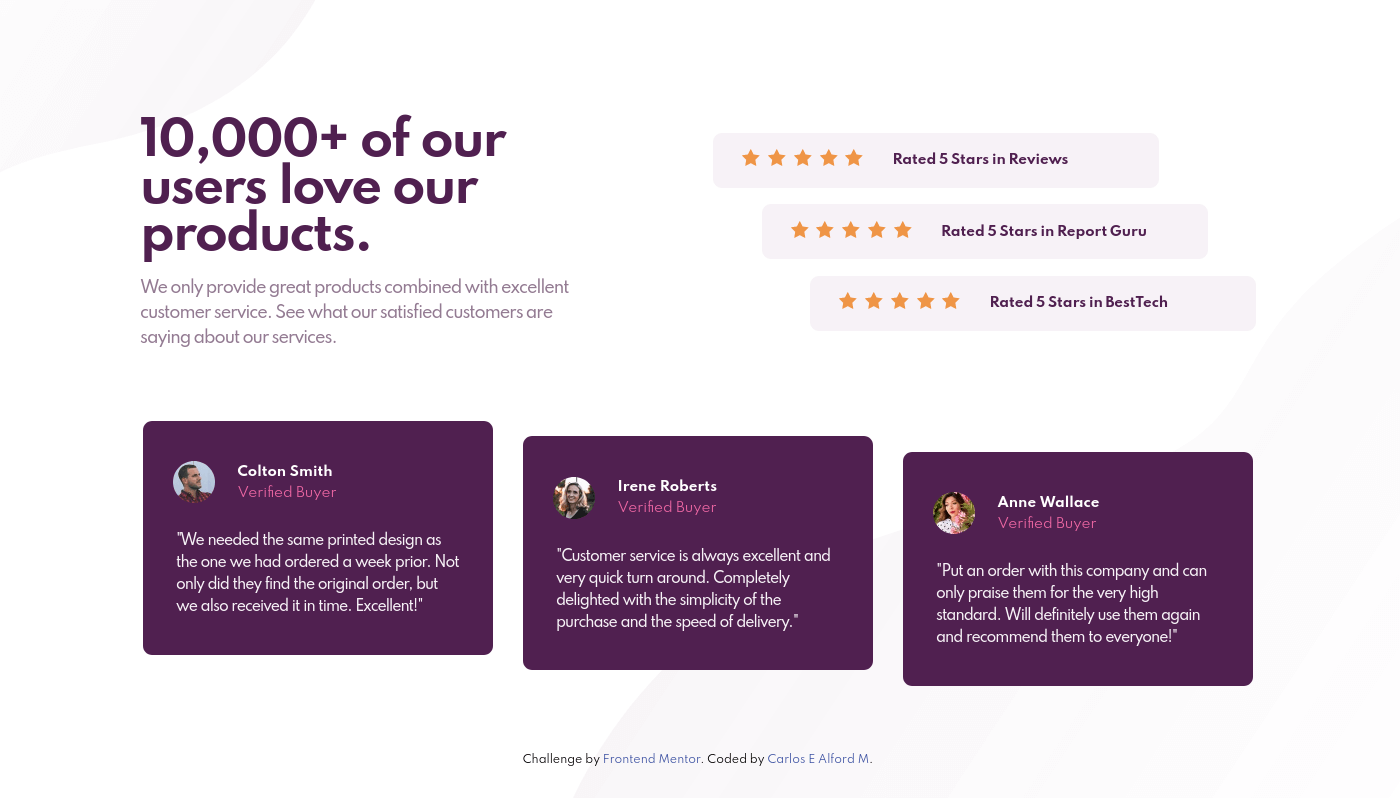 10,000+ of our
users love our
products.
We only provide great products combined with excellent
customer service. See what our satisfied customers are
saying about our services.
Rated 5 Stars in Reviews
Rated 5 Stars in Report Guru
Rated 5 Stars in BestTech
Colton Smith
Verified Buyer
"We needed the same printed design as
the one we had ordered a week prior. Not
only did they find the original order, but
we also received it in time. Excellent!"
Irene Roberts
Verified Buyer
"Customer service is always excellent and
very quick turn around. Completely
delighted with the simplicity of the
purchase and the speed of delivery."
Anne Wallace
Verified Buyer
"Put an order with this company and can
only praise them for the very high
standard. Will definitely use them again
and recommend them to everyone!"
Challenge by Frontend Mentor. Coded by Carlos E Alford M.